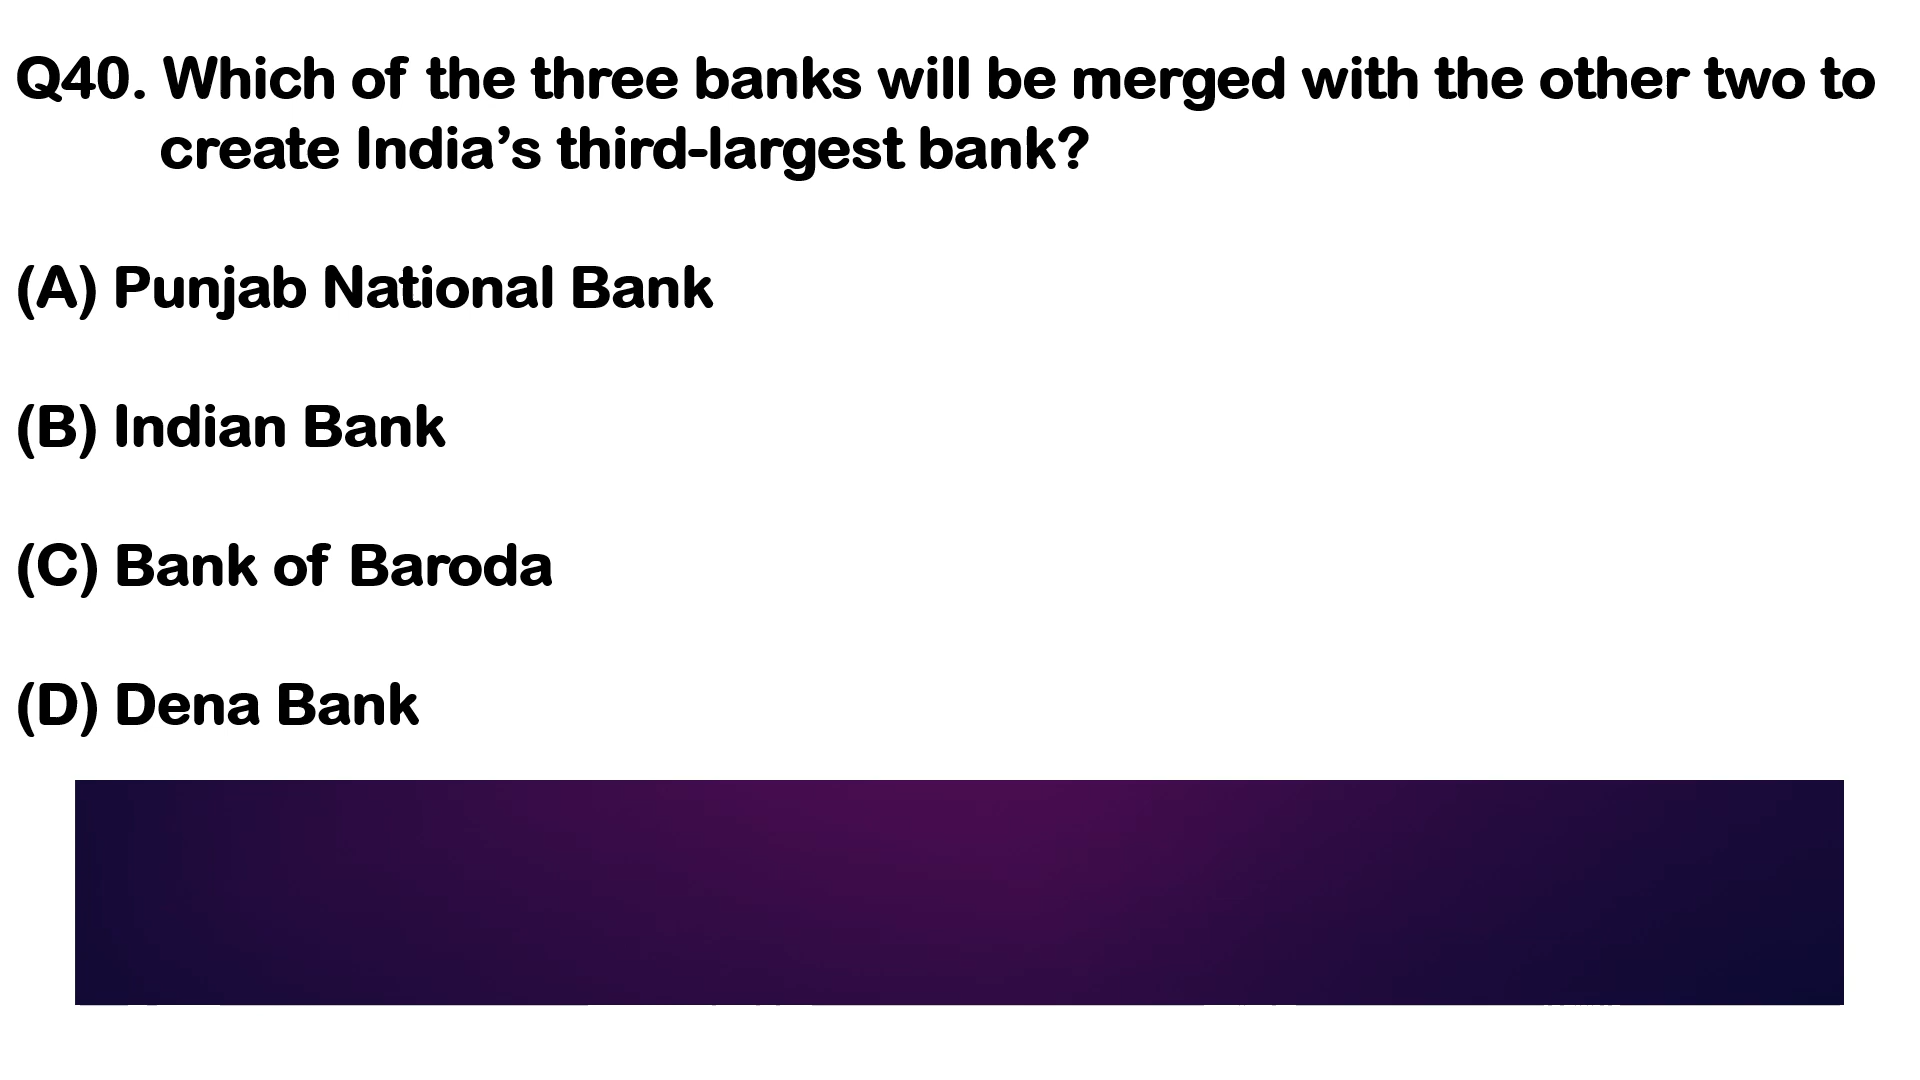 Q40. Which of the three banks will be merged with the other two to
create India’s third-largest bank?
(A) Punjab National Bank
(B) Indian Bank
(C) Bank of Baroda
(D) Dena Bank